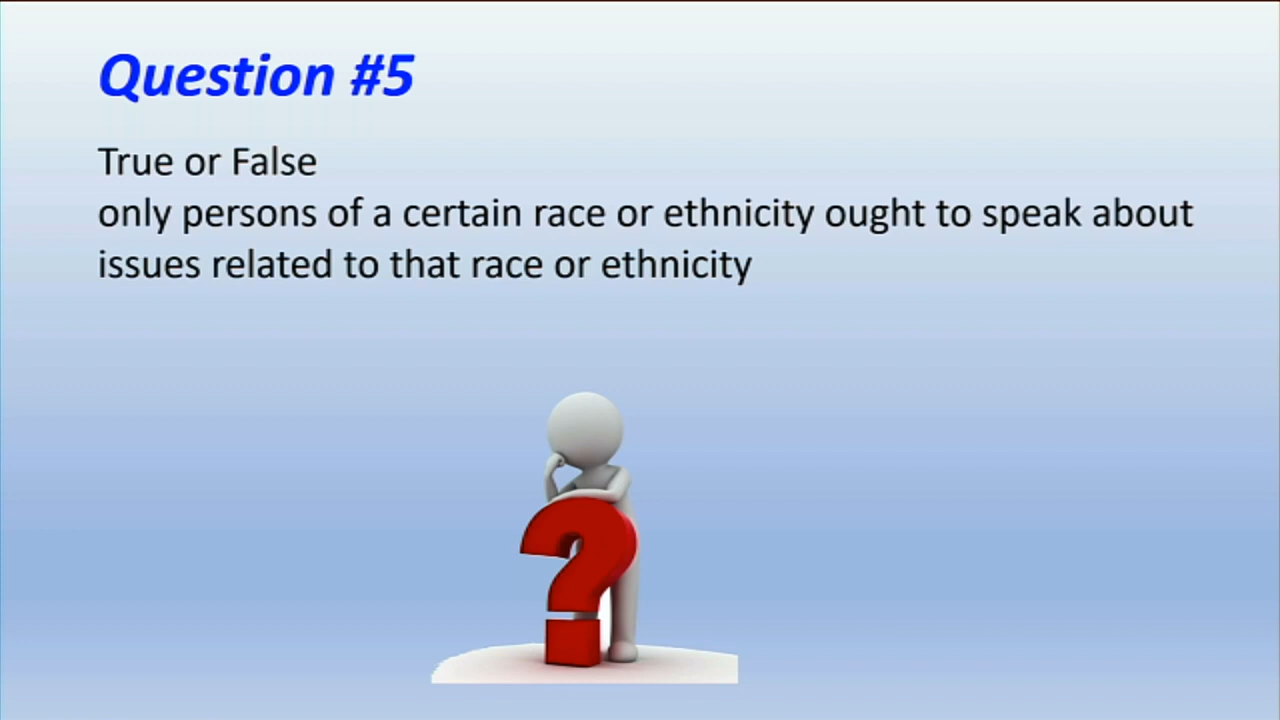 Question #5
True or False
only persons of a certain race or ethnicity ought to speak about
issues related to that race or ethnicity